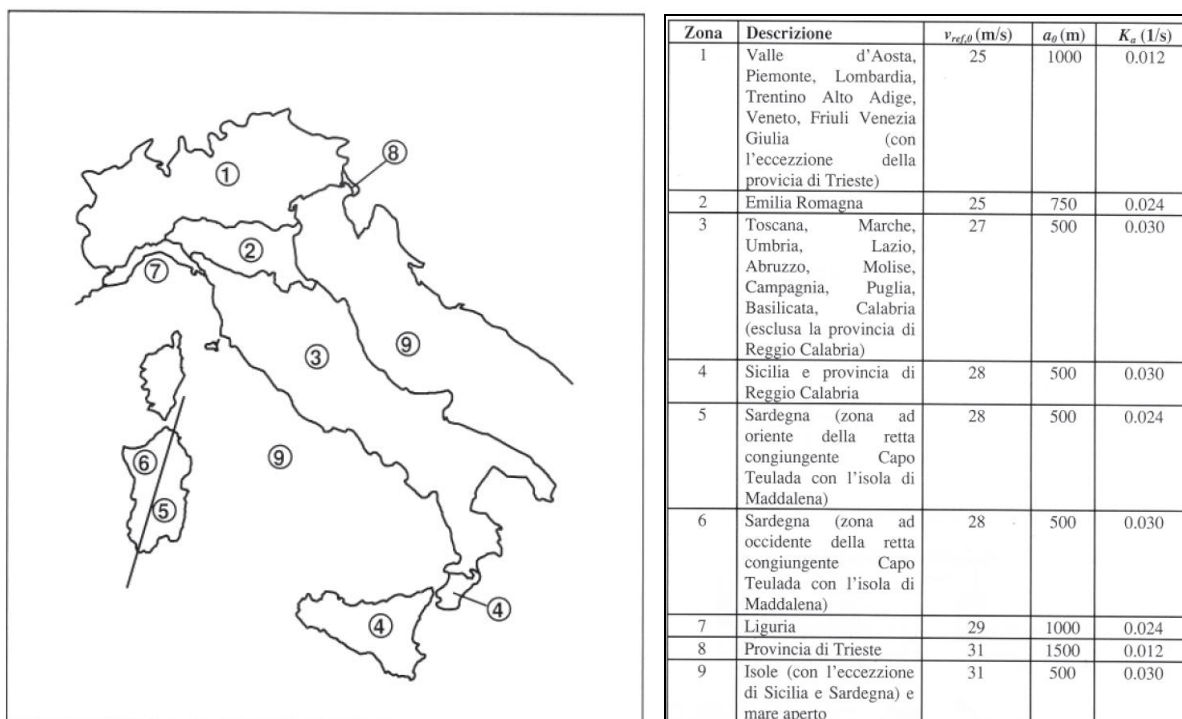 ①
⑧
②
⑦
③
⑨
⑨
⑥
⑤
④
④
Zona Descrizione v_ref,0 (m/s) a_0 (m) K_a (1/s)
1 Valle d'Aosta, 25 1000 0.012
Piemonte, Lombardia,
Trentino Alto Adige,
Veneto, Friuli Venezia
Giulia (con
l'eccezzione della
provicia di Trieste)
2 Emilia Romagna 25 750 0.024
3 Toscana, Marche, 27 500 0.030
Umbria, Lazio,
Abruzzo, Molise,
Campagnia, Puglia,
Basilicata, Calabria
(esclusa la provincia di
Reggio Calabria)
4 Sicilia e provincia di 28 500 0.030
Reggio Calabria
5 Sardegna (zona ad 28 500 0.024
oriente della retta
congiungente Capo
Teulada con l'isola di
Maddalena)
6 Sardegna (zona ad 28 500 0.030
occidente della retta
congiungente Capo
Teulada con l'isola di
Maddalena)
7 Liguria 29 1000 0.024
8 Provincia di Trieste 31 1500 0.012
9 Isole (con l'eccezzione 31 500 0.030
di Sicilia e Sardegna) e
mare aperto